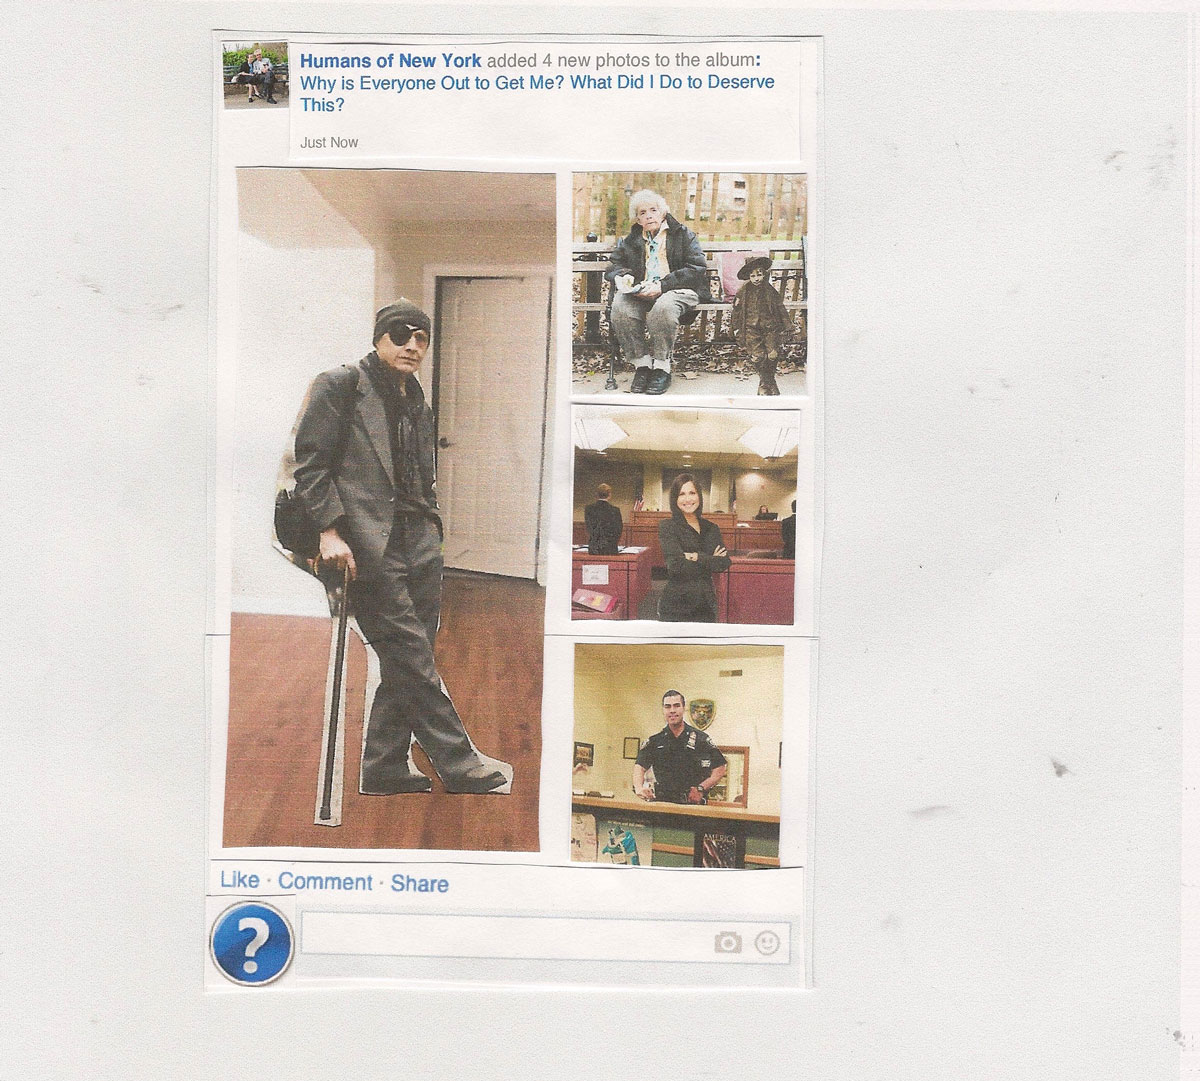 Humans of New York added 4 new photos to the album:
Why is Everyone Out to Get Me? What Did I Do to Deserve
This?
Just Now
AMERICA
Like · Comment · Share
?